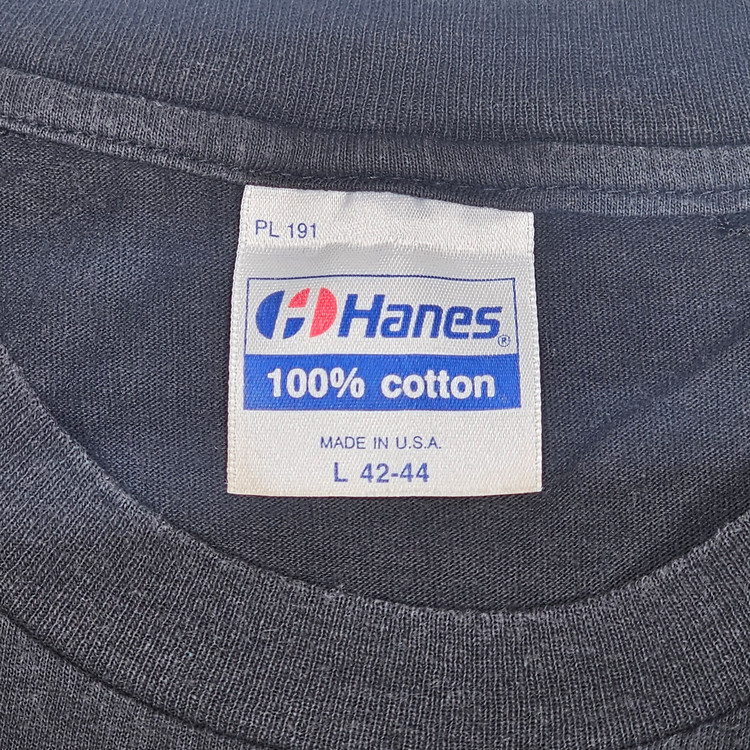 PL 191
Hanes®
100% cotton
MADE IN U.S.A.
L 42-44